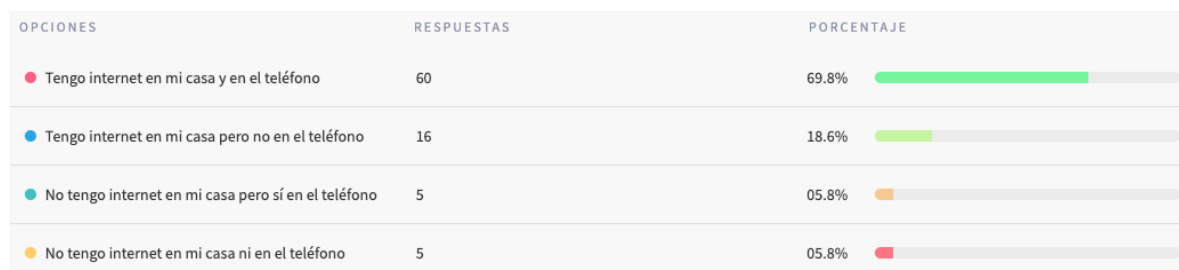 OPCIONES RESPUESTAS PORCENTAJE
Tengo internet en mi casa y en el teléfono 60 69.8%
Tengo internet en mi casa pero no en el teléfono 16 18.6%
No tengo internet en mi casa pero sí en el teléfono 5 05.8%
No tengo internet en mi casa ni en el teléfono 5 05.8%